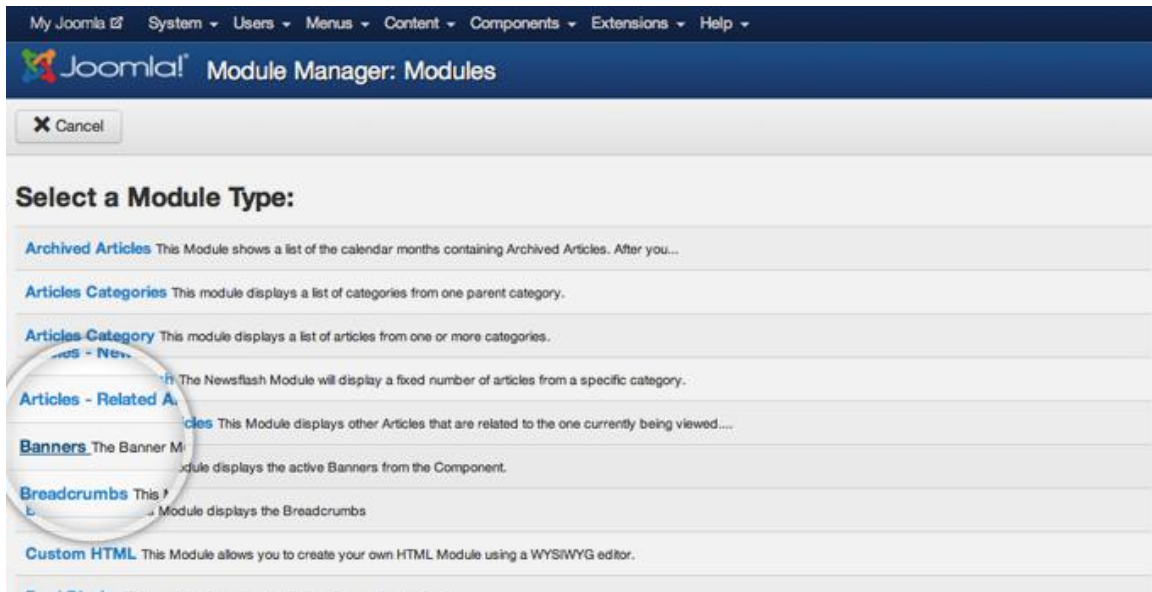 My Joomla System Users Menus Content Components Extensions Help
Joomla! Module Manager: Modules
Cancel
Select a Module Type:
Archived Articles This Module shows a list of the calendar months containing Archived Articles. After you...
Articles Categories This module displays a list of categories from one parent category.
Articles Category This module displays a list of articles from one or more categories.
The Newsflash Module will display a fixed number of articles from a specific category.
Articles - Related
This Module displays other Articles that are related to the one currently being viewed....
Banners The Banner
displays the active Banners from the Component.
Breadcrumbs This
Module displays the Breadcrumbs
Custom HTML This Module allows you to create your own HTML Module using a WYSIWYG editor.